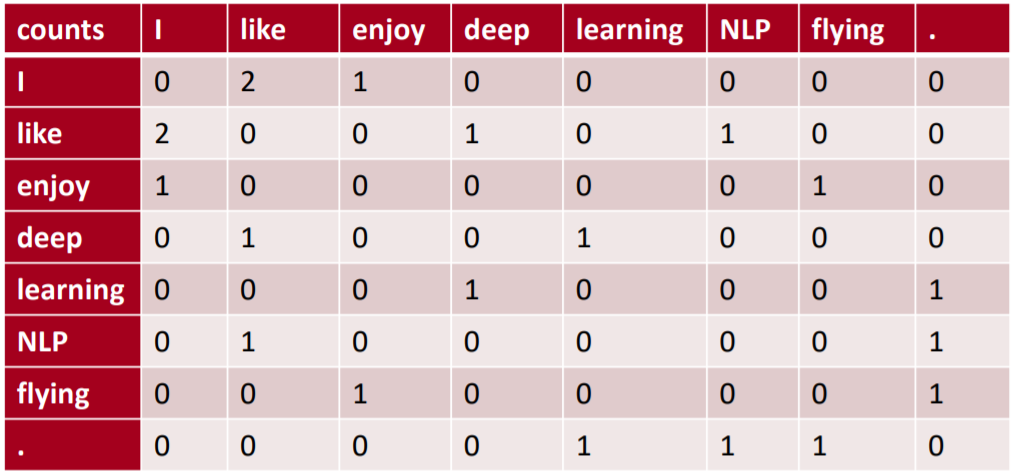 counts I like enjoy deep learning NLP flying .
I 0 2 1 0 0 0 0 0
like 2 0 0 1 0 1 0 0
enjoy 1 0 0 0 0 0 1 0
deep 0 1 0 0 1 0 0 0
learning 0 0 0 1 0 0 0 1
NLP 0 1 0 0 0 0 0 1
flying 0 0 1 0 0 0 0 1
. 0 0 0 0 1 1 1 0